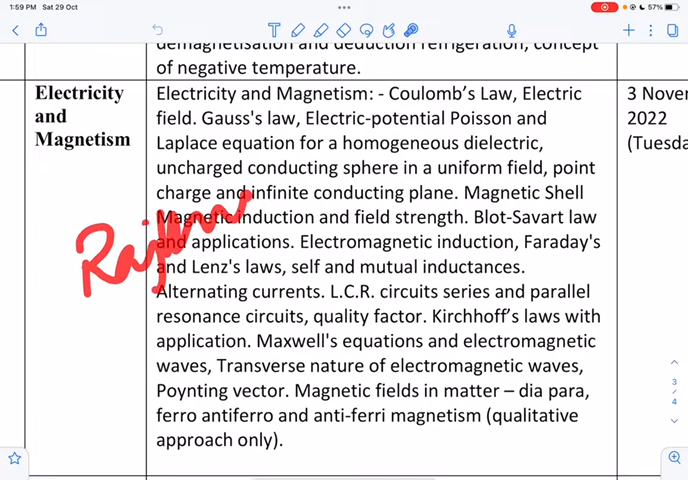 1:59 PM Sat 29 Oct
57%
demagnetisation and deduction refrigeration, concept
of negative temperature.
Electricity
and
Magnetism
Electricity and Magnetism: - Coulomb's Law, Electric
field. Gauss's law, Electric-potential Poisson and
Laplace equation for a homogeneous dielectric,
uncharged conducting sphere in a uniform field, point
charge and infinite conducting plane. Magnetic Shell
Magnetic induction and field strength. Blot-Savart law
and applications. Electromagnetic induction, Faraday's
and Lenz's laws, self and mutual inductances.
Alternating currents. L.C.R. circuits series and parallel
resonance circuits, quality factor. Kirchhoff's laws with
application. Maxwell's equations and electromagnetic
waves, Transverse nature of electromagnetic waves,
Poynting vector. Magnetic fields in matter – dia para,
ferro antiferro and anti-ferri magnetism (qualitative
approach only).
3 Nover
2022
(Tuesda
3
/
4